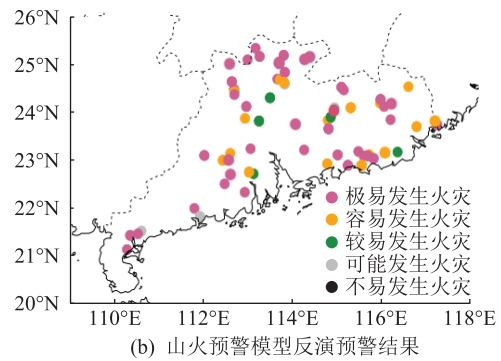 26°N
25°N
24°N
23°N
22°N
21°N
20°N
极易发生火灾
容易发生火灾
较易发生火灾
可能发生火灾
不易发生火灾
110°E 112°E 114°E 116°E 118°E
(b) 山火预警模型反演预警结果